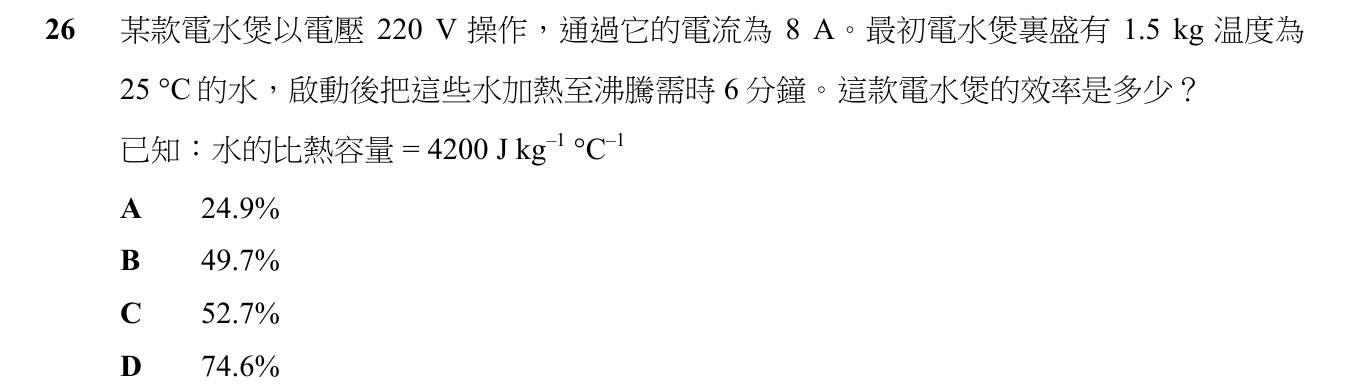 26 某款電水煲以電壓 220 V 操作，通過它的電流為 8 A。最初電水煲裏盛有 1.5 kg 温度為
25 °C 的水，啟動後把這些水加熱至沸騰需時 6 分鐘。這款電水煲的效率是多少？
已知：水的比熱容量 = 4200 J kg⁻¹ °C⁻¹
A 24.9%
B 49.7%
C 52.7%
D 74.6%